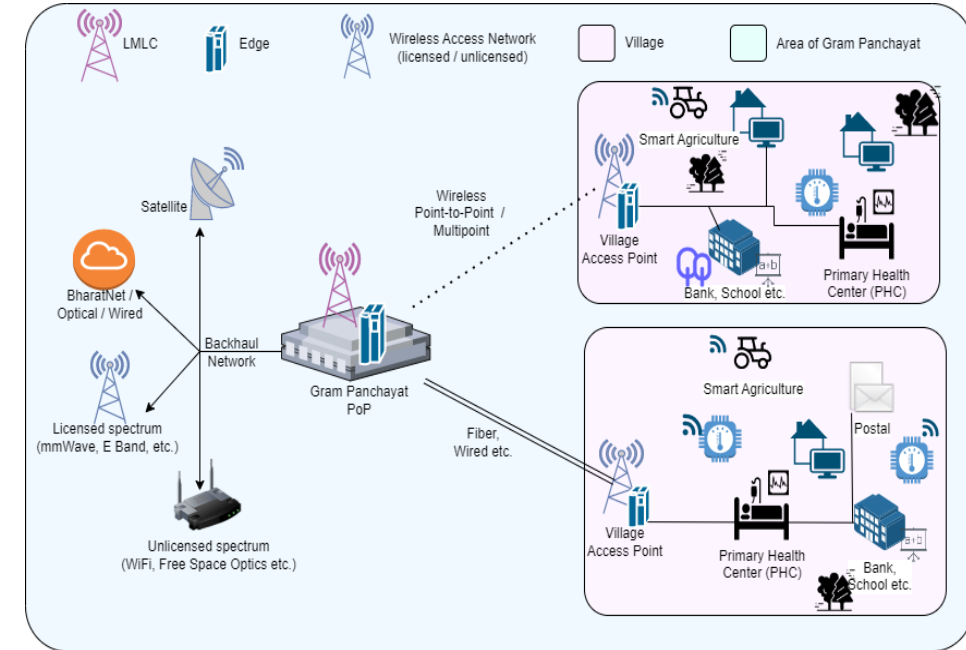 LMLC
Edge
Wireless Access Network
(licensed / unlicensed)
Village
Area of Gram Panchayat
Satellite
BharatNet /
Optical / Wired
Backhaul
Network
Licensed spectrum
(mmWave, E Band, etc.)
Unlicensed spectrum
(WiFi, Free Space Optics etc.)
Gram Panchayat
PoP
Wireless
Point-to-Point /
Multipoint
Fiber,
Wired etc.
Smart Agriculture
Village
Access Point
a+b
Bank, School etc.
Primary Health
Center (PHC)
Smart Agriculture
Postal
Village
Access Point
Primary Health
Center (PHC)
a+b
Bank,
School etc.